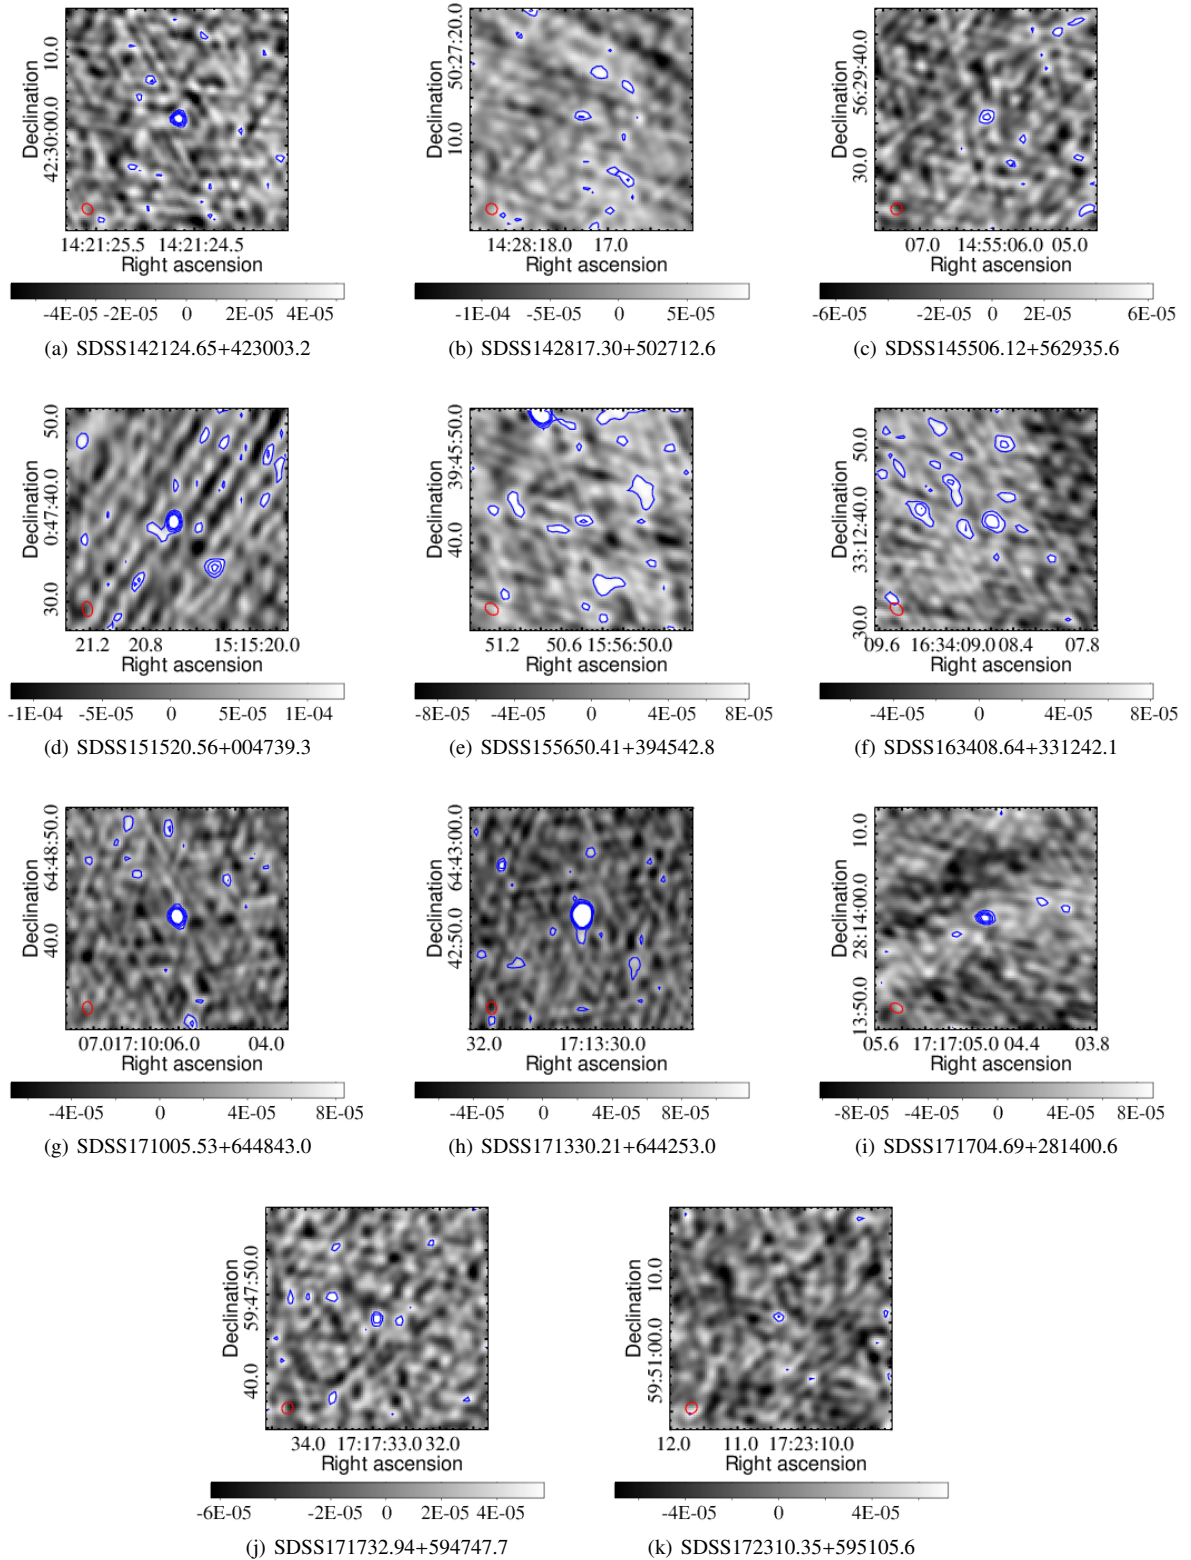 Declination
10.0
42:30:00.0
14:21:25.5 14:21:24.5
Right ascension
-4E-05 -2E-05 0 2E-05 4E-05
(a) SDSS142124.65+423003.2
Declination
50:27:20.0
10.0
14:28:18.0 17.0
Right ascension
-1E-04 -5E-05 0 5E-05
(b) SDSS142817.30+502712.6
Declination
56:29:40.0
30.0
07.0 14:55:06.0 05.0
Right ascension
-6E-05 -2E-05 0 2E-05 6E-05
(c) SDSS145506.12+562935.6
Declination
50.0
0:47:40.0
30.0
21.2 20.8 15:15:20.0
Right ascension
-1E-04 -5E-05 0 5E-05 1E-04
(d) SDSS151520.56+004739.3
Declination
39:45:50.0
40.0
51.2 50.6 15:56:50.0
Right ascension
-8E-05 -4E-05 0 4E-05 8E-05
(e) SDSS155650.41+394542.8
Declination
50.0
33:12:40.0
30.0
09.6 16:34:09.0 08.4 07.8
Right ascension
-4E-05 0 4E-05 8E-05
(f) SDSS163408.64+331242.1
Declination
64:48:50.0
40.0
07.017:10:06.0 04.0
Right ascension
-4E-05 0 4E-05 8E-05
(g) SDSS171005.53+644843.0
Declination
64:43:00.0
42:50.0
32.0 17:13:30.0
Right ascension
-4E-05 0 4E-05 8E-05
(h) SDSS171330.21+644253.0
Declination
10.0
28:14:00.0
13:50.0
05.6 17:17:05.0 04.4 03.8
Right ascension
-8E-05 -4E-05 0 4E-05 8E-05
(i) SDSS171704.69+281400.6
Declination
59:47:50.0
40.0
34.0 17:17:33.0 32.0
Right ascension
-6E-05 -2E-05 0 2E-05 4E-05
(j) SDSS171732.94+594747.7
Declination
10.0
59:51:00.0
12.0 11.0 17:23:10.0
Right ascension
-4E-05 0 4E-05
(k) SDSS172310.35+595105.6